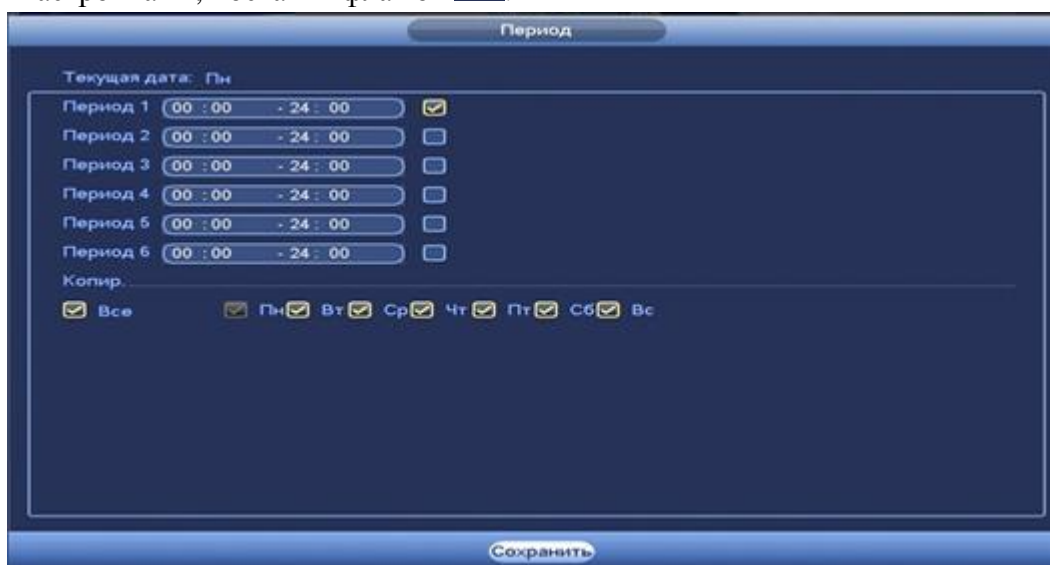 Период
Текущая дата: Пн
Период 1 00 : 00 - 24 : 00
Период 2 00 : 00 - 24 : 00
Период 3 00 : 00 - 24 : 00
Период 4 00 : 00 - 24 : 00
Период 5 00 : 00 - 24 : 00
Период 6 00 : 00 - 24 : 00
Копир.
Все Пн Вт Ср Чт Пт Сб Вс
Сохранить